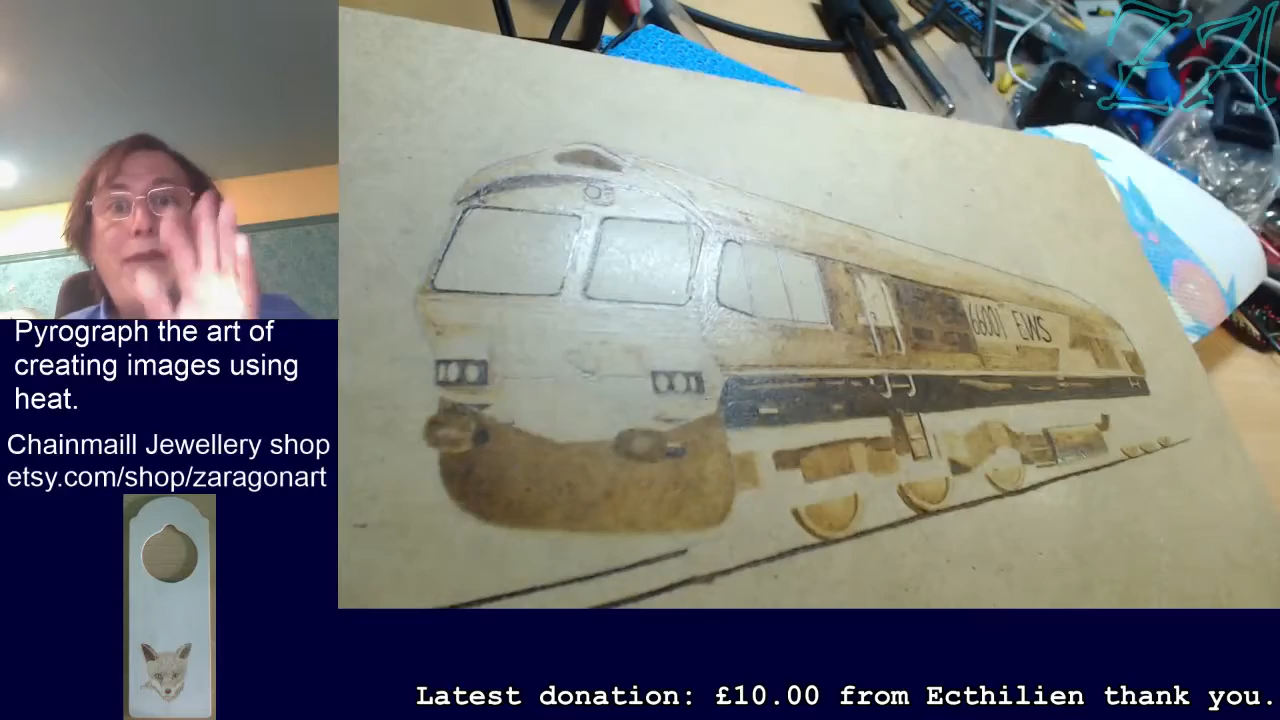 ZA
Pyrograph the art of
creating images using
heat.
Chainmaill Jewellery shop
etsy.com/shop/zaragonart
66001 EWS
Latest donation: £10.00 from Ecthilien thank you.